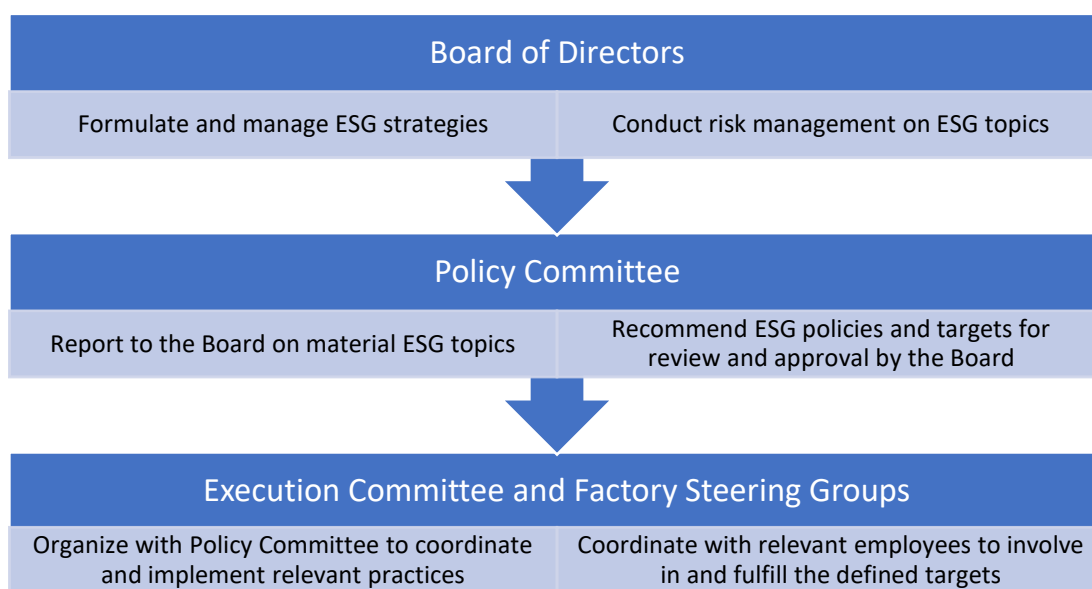 Board of Directors
Formulate and manage ESG strategies
Conduct risk management on ESG topics
Policy Committee
Report to the Board on material ESG topics
Recommend ESG policies and targets for
review and approval by the Board
Execution Committee and Factory Steering Groups
Organize with Policy Committee to coordinate
and implement relevant practices
Coordinate with relevant employees to involve
in and fulfill the defined targets